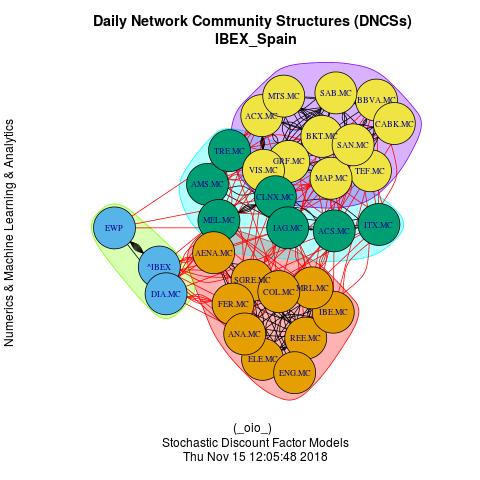 Daily Network Community Structures (DNCSs)
IBEX_Spain
Numerics & Machine Learning & Analytics
MTS.MC
SAB.MC
BBVA.MC
ACX.MC
CABK.MC
BKT.MC
SAN.MC
TRE.MC
GRF.MC
VIS.MC
TEF.MC
MAP.MC
AMS.MC
CLNX.MC
MEL.MC
IAG.MC
ACS.MC
ITX.MC
EWP
AENA.MC
^IBEX
SGRE.MC
DIA.MC
COL.MC
MRL.MC
FER.MC
IBE.MC
ANA.MC
REE.MC
ELE.MC
ENG.MC
(_oio_)
Stochastic Discount Factor Models
Thu Nov 15 12:05:48 2018